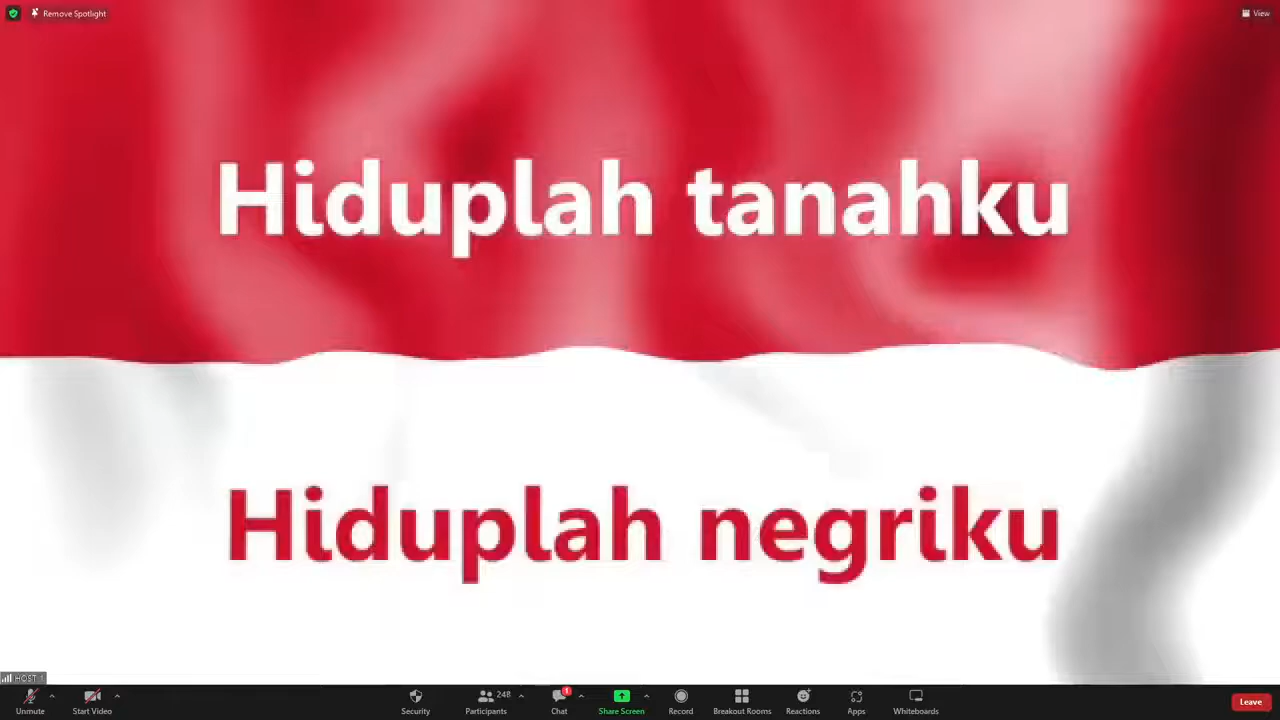 Remove Spotlight
View
Hiduplah tanahku
Hiduplah negriku
HOST 1
Unmute
Start Video
Security
Participants
248
Chat
1
Share Screen
Record
Breakout Rooms
Reactions
Apps
Whiteboards
Leave